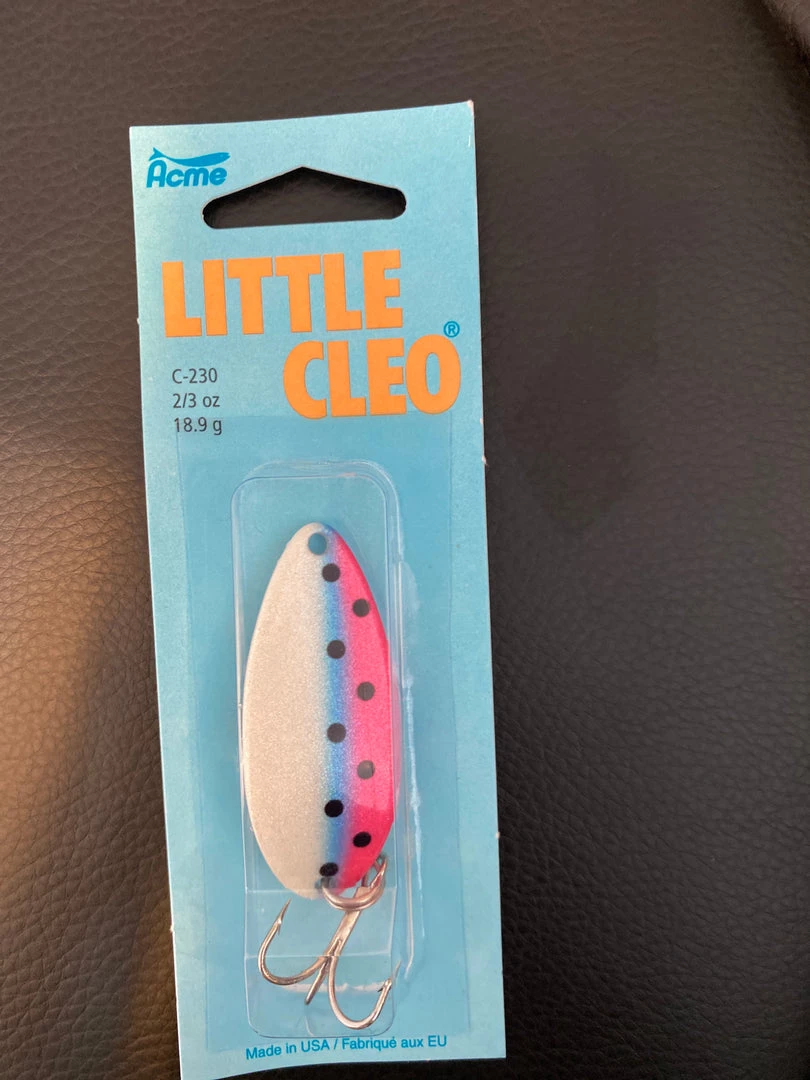 Acme
LITTLE
CLEO®
C-230
2/3 oz
18.9 g
Made in USA / Fabriqué aux EU